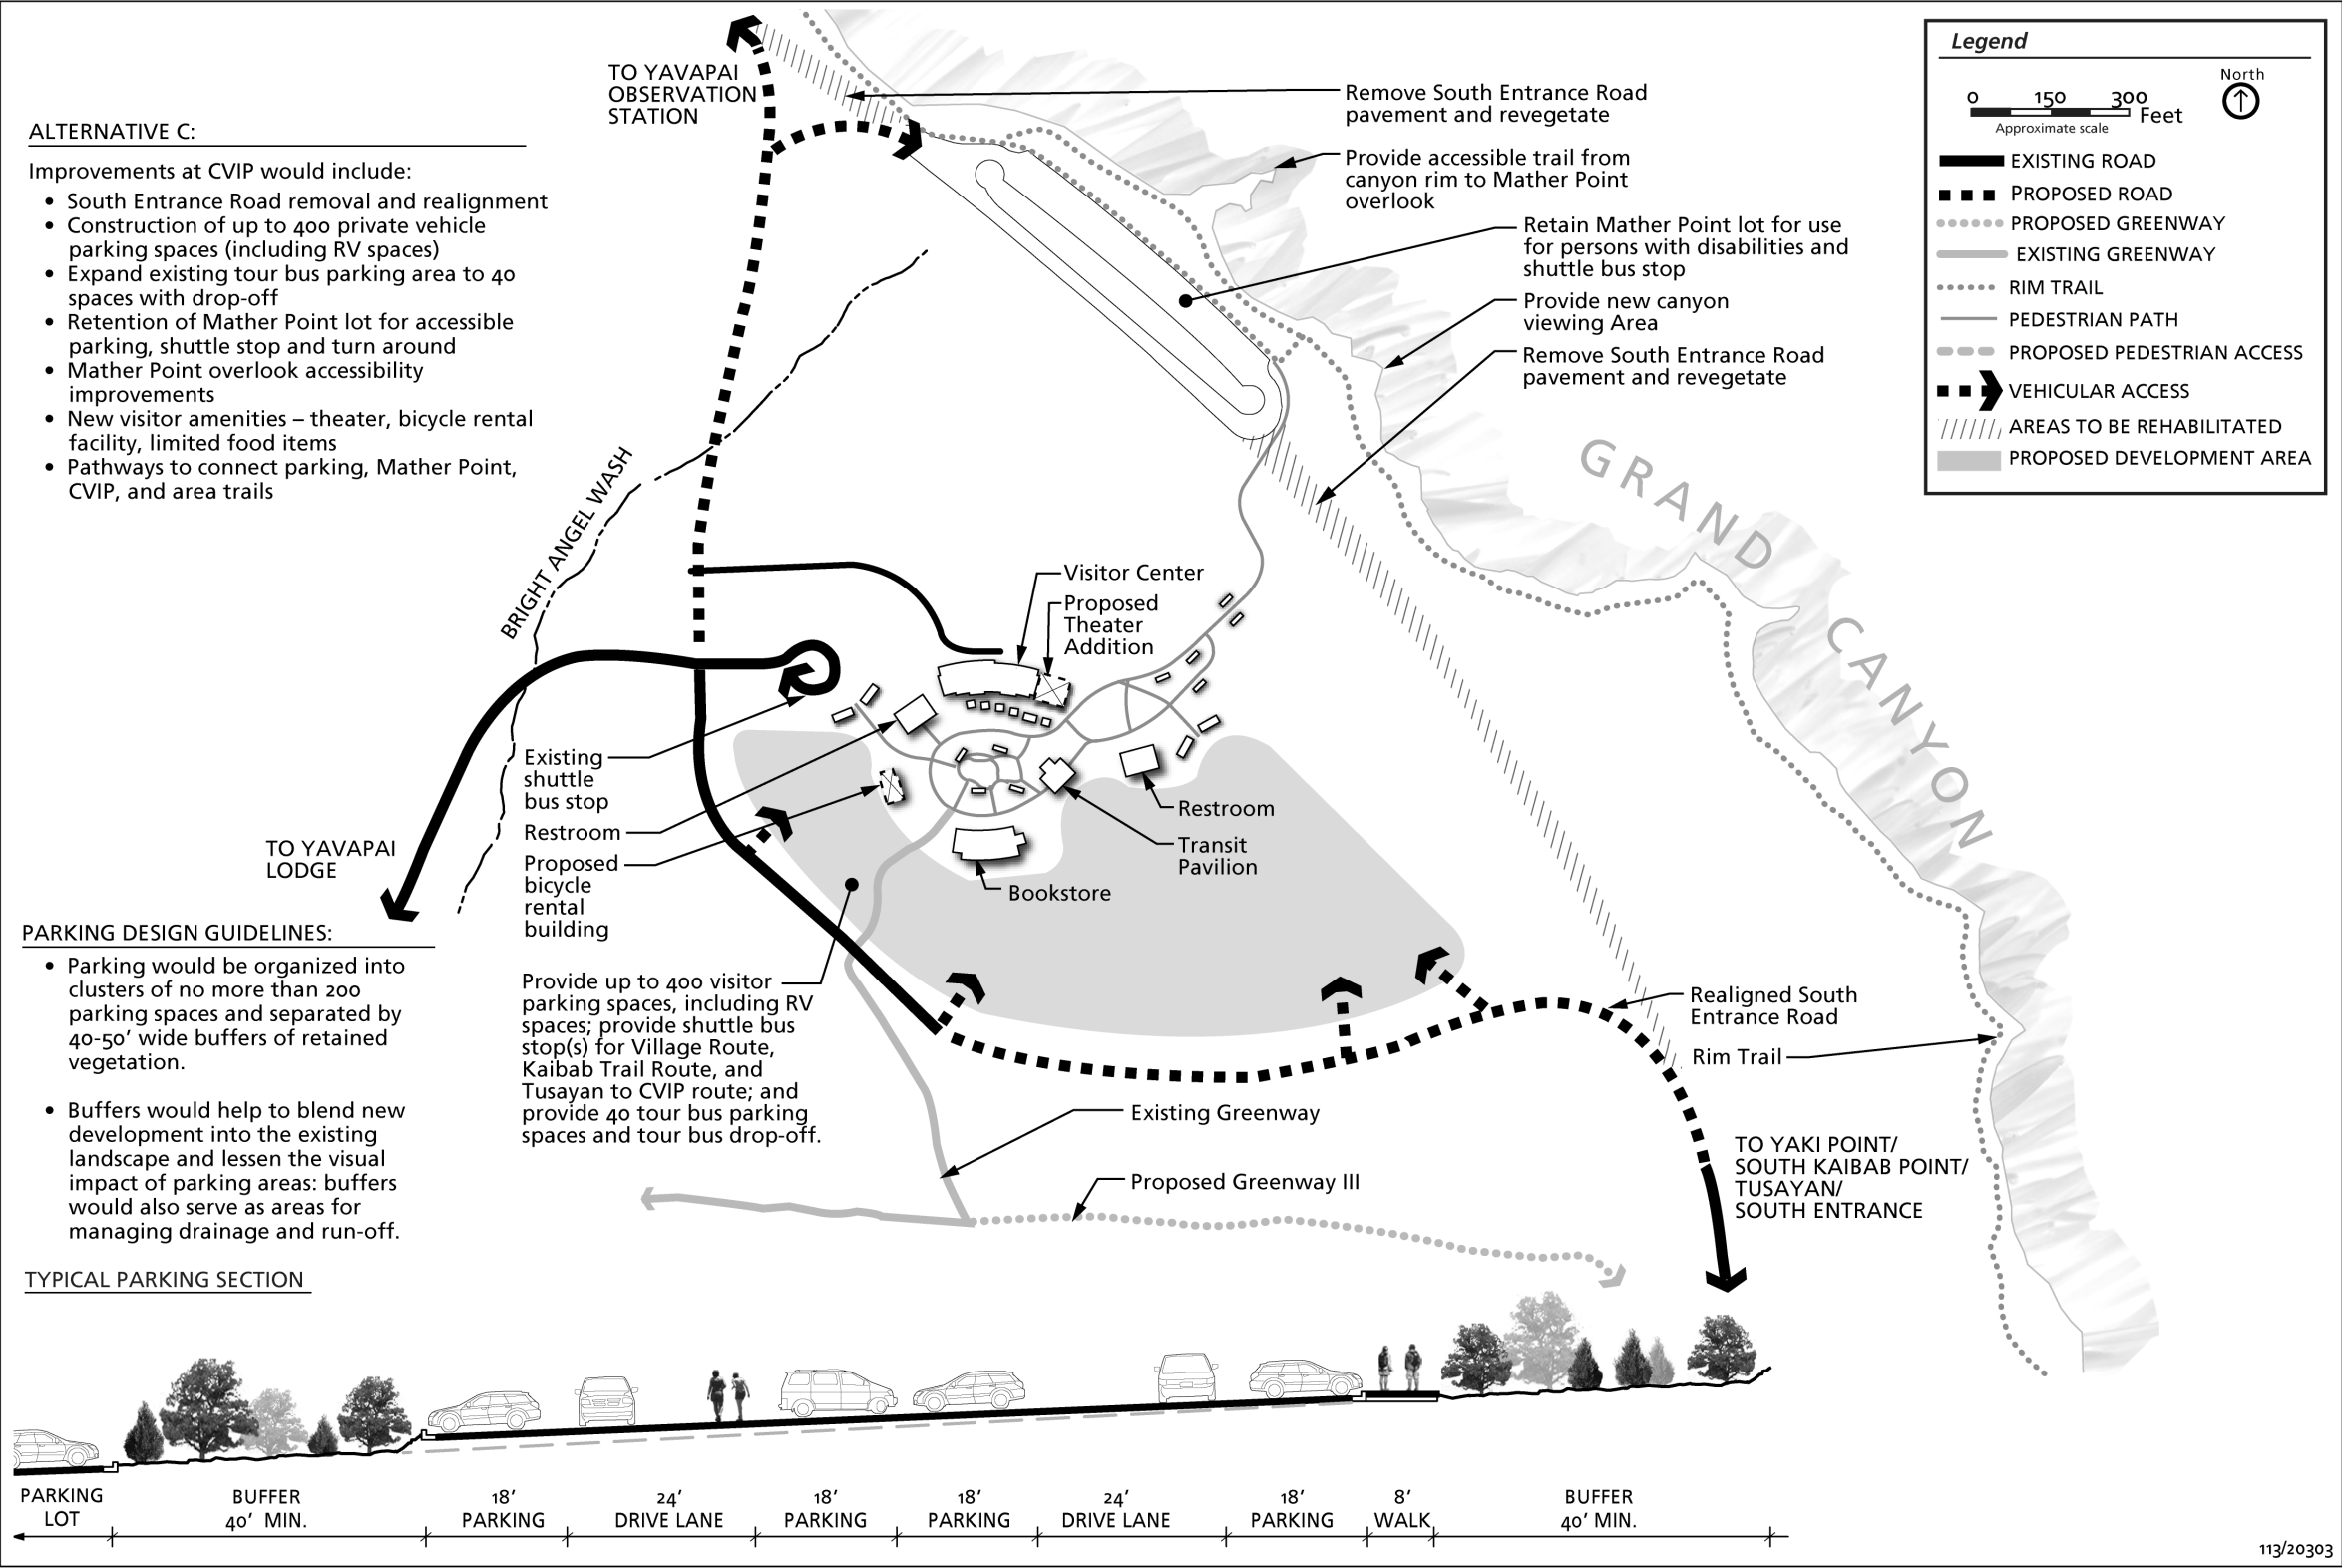 TO YAVAPAI
OBSERVATION
STATION
ALTERNATIVE C:
Improvements at CVIP would include:
• South Entrance Road removal and realignment
• Construction of up to 400 private vehicle
parking spaces (including RV spaces)
• Expand existing tour bus parking area to 40
spaces with drop-off
• Retention of Mather Point lot for accessible
parking, shuttle stop and turn around
• Mather Point overlook accessibility
improvements
• New visitor amenities – theater, bicycle rental
facility, limited food items
• Pathways to connect parking, Mather Point,
CVIP, and area trails
Remove South Entrance Road
pavement and revegetate
Provide accessible trail from
canyon rim to Mather Point
overlook
Retain Mather Point lot for use
for persons with disabilities and
shuttle bus stop
Provide new canyon
viewing Area
Remove South Entrance Road
pavement and revegetate
Legend
North
0 150 300
Feet
Approximate scale
EXISTING ROAD
PROPOSED ROAD
PROPOSED GREENWAY
EXISTING GREENWAY
RIM TRAIL
PEDESTRIAN PATH
PROPOSED PEDESTRIAN ACCESS
VEHICULAR ACCESS
AREAS TO BE REHABILITATED
PROPOSED DEVELOPMENT AREA
GRAND CANYON
BRIGHT ANGEL WASH
Visitor Center
Proposed
Theater
Addition
Existing
shuttle
bus stop
Restroom
Proposed
bicycle
rental
building
Restroom
Transit
Pavilion
Bookstore
TO YAVAPAI
LODGE
PARKING DESIGN GUIDELINES:
• Parking would be organized into
clusters of no more than 200
parking spaces and separated by
40-50’ wide buffers of retained
vegetation.
• Buffers would help to blend new
development into the existing
landscape and lessen the visual
impact of parking areas: buffers
would also serve as areas for
managing drainage and run-off.
Provide up to 400 visitor
parking spaces, including RV
spaces; provide shuttle bus
stop(s) for Village Route,
Kaibab Trail Route, and
Tusayan to CVIP route; and
provide 40 tour bus parking
spaces and tour bus drop-off.
Realigned South
Entrance Road
Rim Trail
Existing Greenway
Proposed Greenway III
TO YAKI POINT/
SOUTH KAIBAB POINT/
TUSAYAN/
SOUTH ENTRANCE
TYPICAL PARKING SECTION
PARKING
LOT
BUFFER
40’ MIN.
18’
PARKING
24’
DRIVE LANE
18’
PARKING
18’
PARKING
24’
DRIVE LANE
18’
PARKING
8’
WALK
BUFFER
40’ MIN.
113/20303